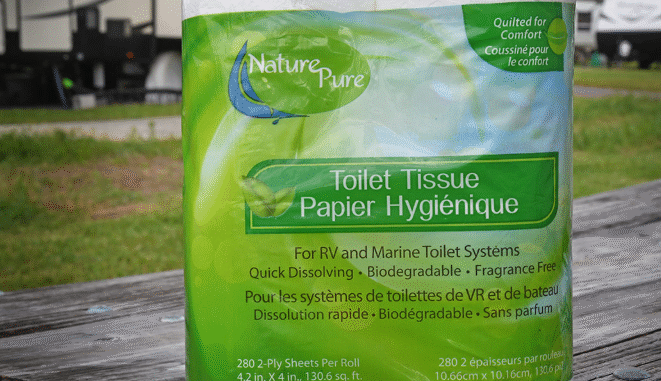 Quilted for
Comfort
Coussiné pour
le confort
Nature
Pure
Toilet Tissue
Papier Hygiénique
For RV and Marine Toilet Systems
Quick Dissolving • Biodegradable • Fragrance Free
Pour les systèmes de toilettes de VR et de bateau
Dissolution rapide • Biodégradable • Sans parfum
280 2-Ply Sheets Per Roll
4.2 in. X 4 in., 130.6 sq. ft.
280 2 épaisseurs par rouleau
10.66cm x 10.16cm, 130.6